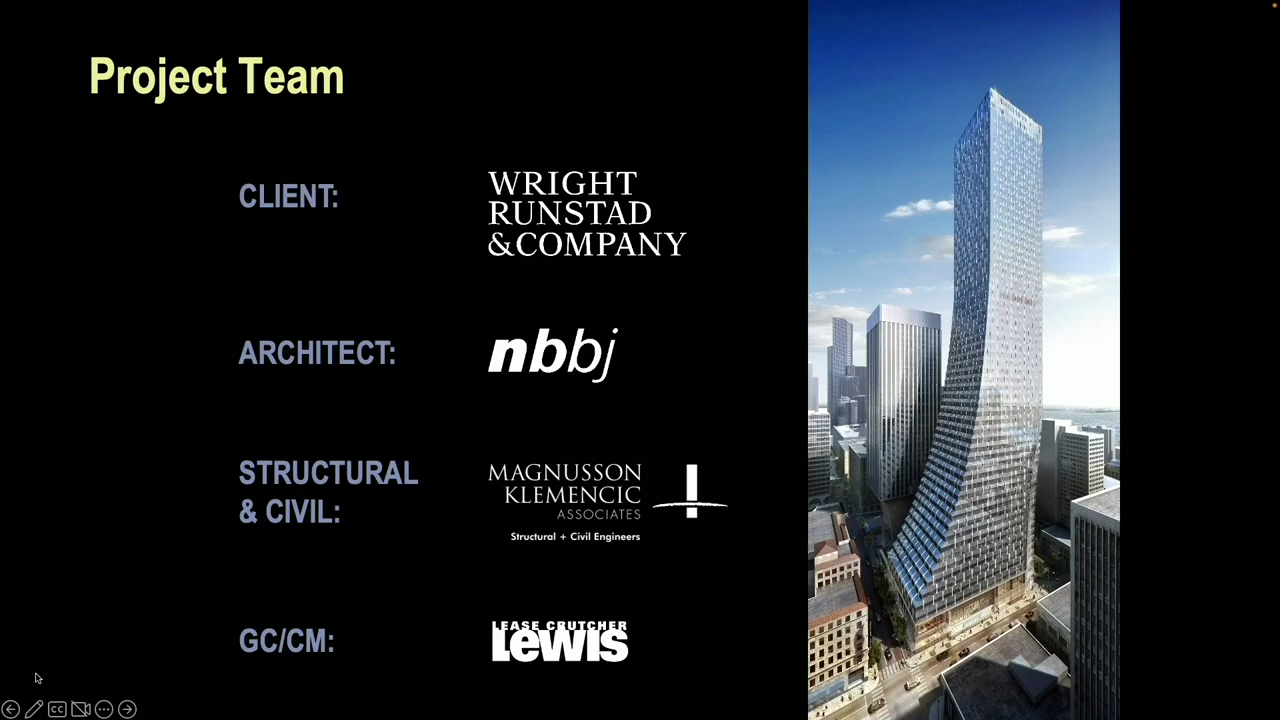 Project Team
CLIENT:
WRIGHT
RUNSTAD
&COMPANY
ARCHITECT:
nbbj
STRUCTURAL
& CIVIL:
MAGNUSSON
KLEMENCIC
ASSOCIATES
Structural + Civil Engineers
GC/CM:
LEASE CRUTCHER
LEWIS
CC